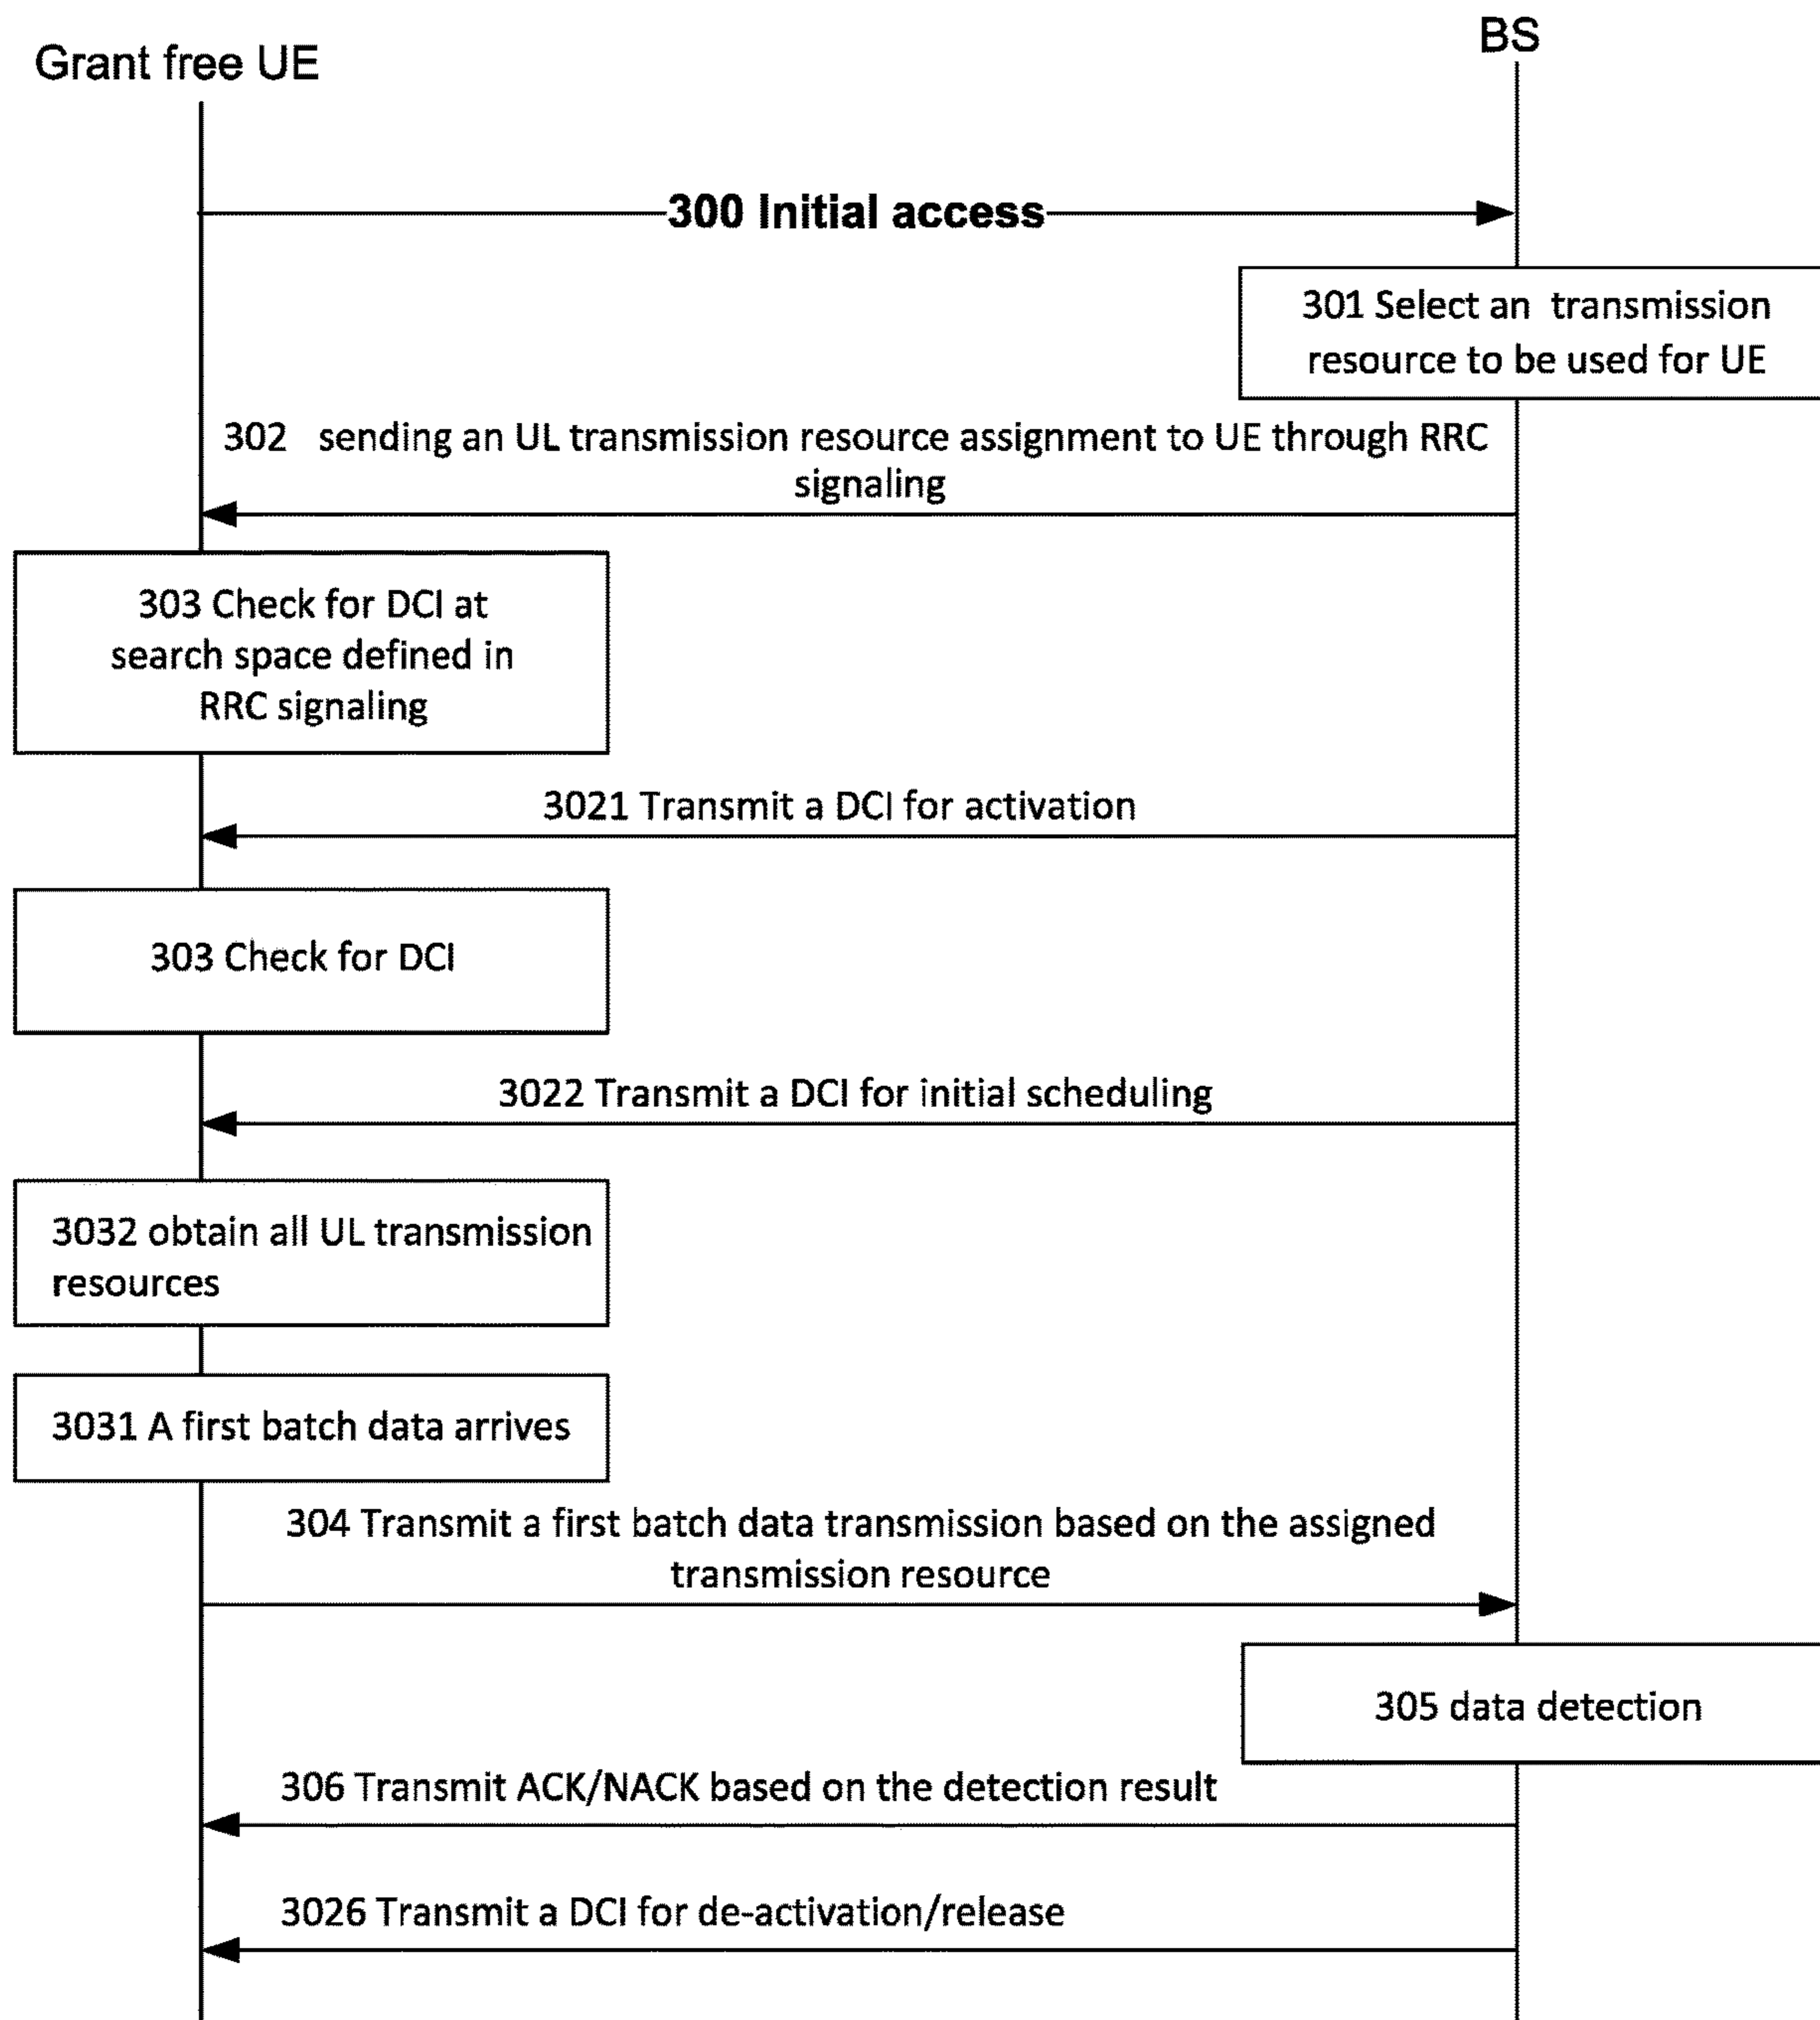 Grant free UE
BS
300 Initial access
301 Select an transmission
resource to be used for UE
302 sending an UL transmission resource assignment to UE through RRC
signaling
303 Check for DCI at
search space defined in
RRC signaling
3021 Transmit a DCI for activation
303 Check for DCI
3022 Transmit a DCI for initial scheduling
3032 obtain all UL transmission
resources
3031 A first batch data arrives
304 Transmit a first batch data transmission based on the assigned
transmission resource
305 data detection
306 Transmit ACK/NACK based on the detection result
3026 Transmit a DCI for de-activation/release